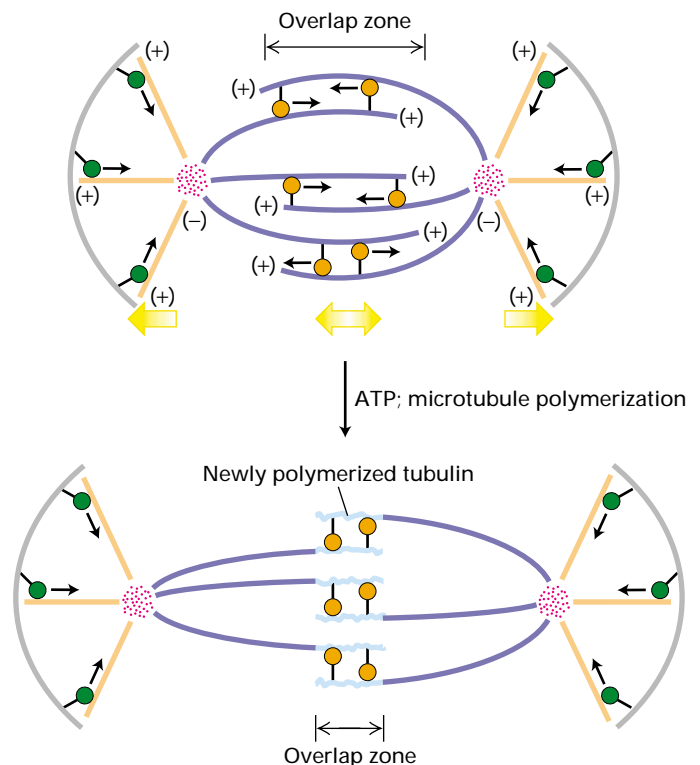 Overlap zone
(+) (+)
(+) (+)
(+) (+)
(+) (+)
(−) (−)
(+) (+)
(+) (+)
ATP; microtubule polymerization
Newly polymerized tubulin
Overlap zone